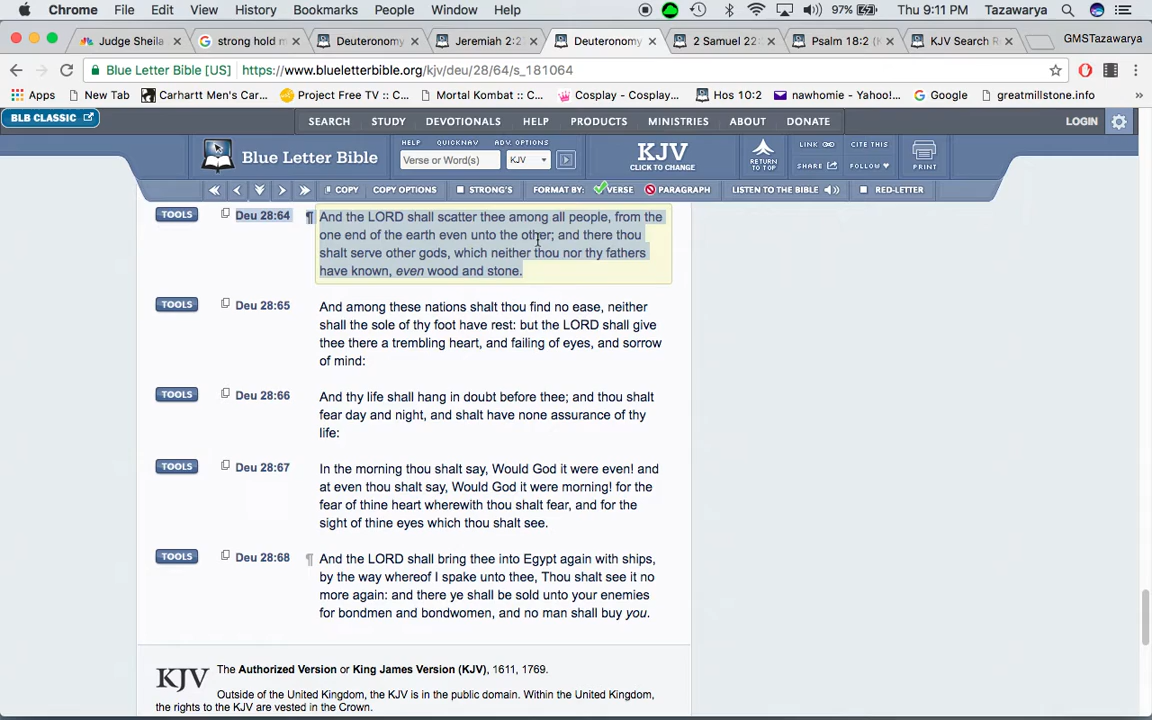 Chrome File Edit View History Bookmarks People Window Help 97% Thu 9:11 PM Tazawarya
Judge Sheila strong hold m Deuteronomy Jeremiah 2:2 Deuteronomy 2 Samuel 22: Psalm 18:2 (K KJV Search R GMSTazawarya
Blue Letter Bible [US] https://www.blueletterbible.org/kjv/deu/28/64/s_181064
Apps New Tab Carhartt Men's Car... Project Free TV :: C... Mortal Kombat :: C... Cosplay - Cosplay.... Hos 10:2 nawhomie - Yahoo!... Google greatmillstone.info »
BLB CLASSIC SEARCH STUDY DEVOTIONALS HELP PRODUCTS MINISTRIES ABOUT DONATE LOGIN
HELP QUICKNAV ADV. OPTIONS
Blue Letter Bible Verse or Word(s) KJV
KJV
CLICK TO CHANGE
RETURN
TO TOP
LINK CITE THIS
SHARE FOLLOW
PRINT
COPY COPY OPTIONS STRONG'S FORMAT BY: VERSE PARAGRAPH LISTEN TO THE BIBLE RED-LETTER
TOOLS Deu 28:64 ¶ And the LORD shall scatter thee among all people, from the
one end of the earth even unto the other; and there thou
shalt serve other gods, which neither thou nor thy fathers
have known, even wood and stone.
TOOLS Deu 28:65 And among these nations shalt thou find no ease, neither
shall the sole of thy foot have rest: but the LORD shall give
thee there a trembling heart, and failing of eyes, and sorrow
of mind:
TOOLS Deu 28:66 And thy life shall hang in doubt before thee; and thou shalt
fear day and night, and shalt have none assurance of thy
life:
TOOLS Deu 28:67 In the morning thou shalt say, Would God it were even! and
at even thou shalt say, Would God it were morning! for the
fear of thine heart wherewith thou shalt fear, and for the
sight of thine eyes which thou shalt see.
TOOLS Deu 28:68 ¶ And the LORD shall bring thee into Egypt again with ships,
by the way whereof I spake unto thee, Thou shalt see it no
more again: and there ye shall be sold unto your enemies
for bondmen and bondwomen, and no man shall buy you.
KJV The Authorized Version or King James Version (KJV), 1611, 1769.
Outside of the United Kingdom, the KJV is in the public domain. Within the United Kingdom,
the rights to the KJV are vested in the Crown.